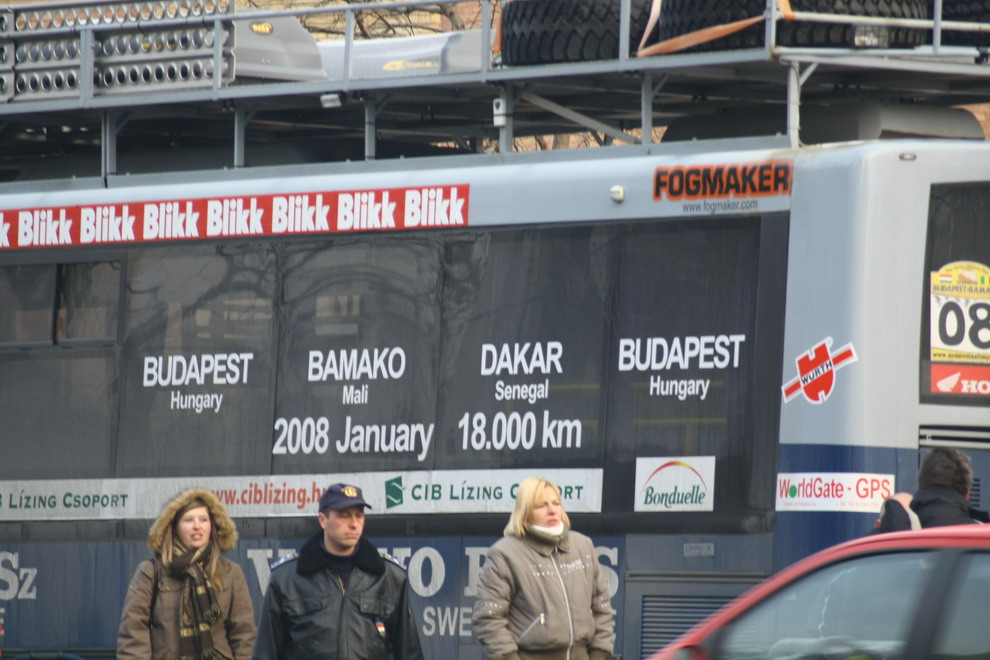 Blikk Blikk Blikk Blikk Blikk Blikk Blikk
FOGMAKER
www.fogmaker.com
BUDAPEST
Hungary
BAMAKO
Mali
DAKAR
Senegal
BUDAPEST
Hungary
2008 January 18.000 km
WÜRTH
08
LÍZING CSOPORT
www.ciblizing.h
CIB LÍZING CSOPORT
Bonduelle
WorldGate - GPS
SWE